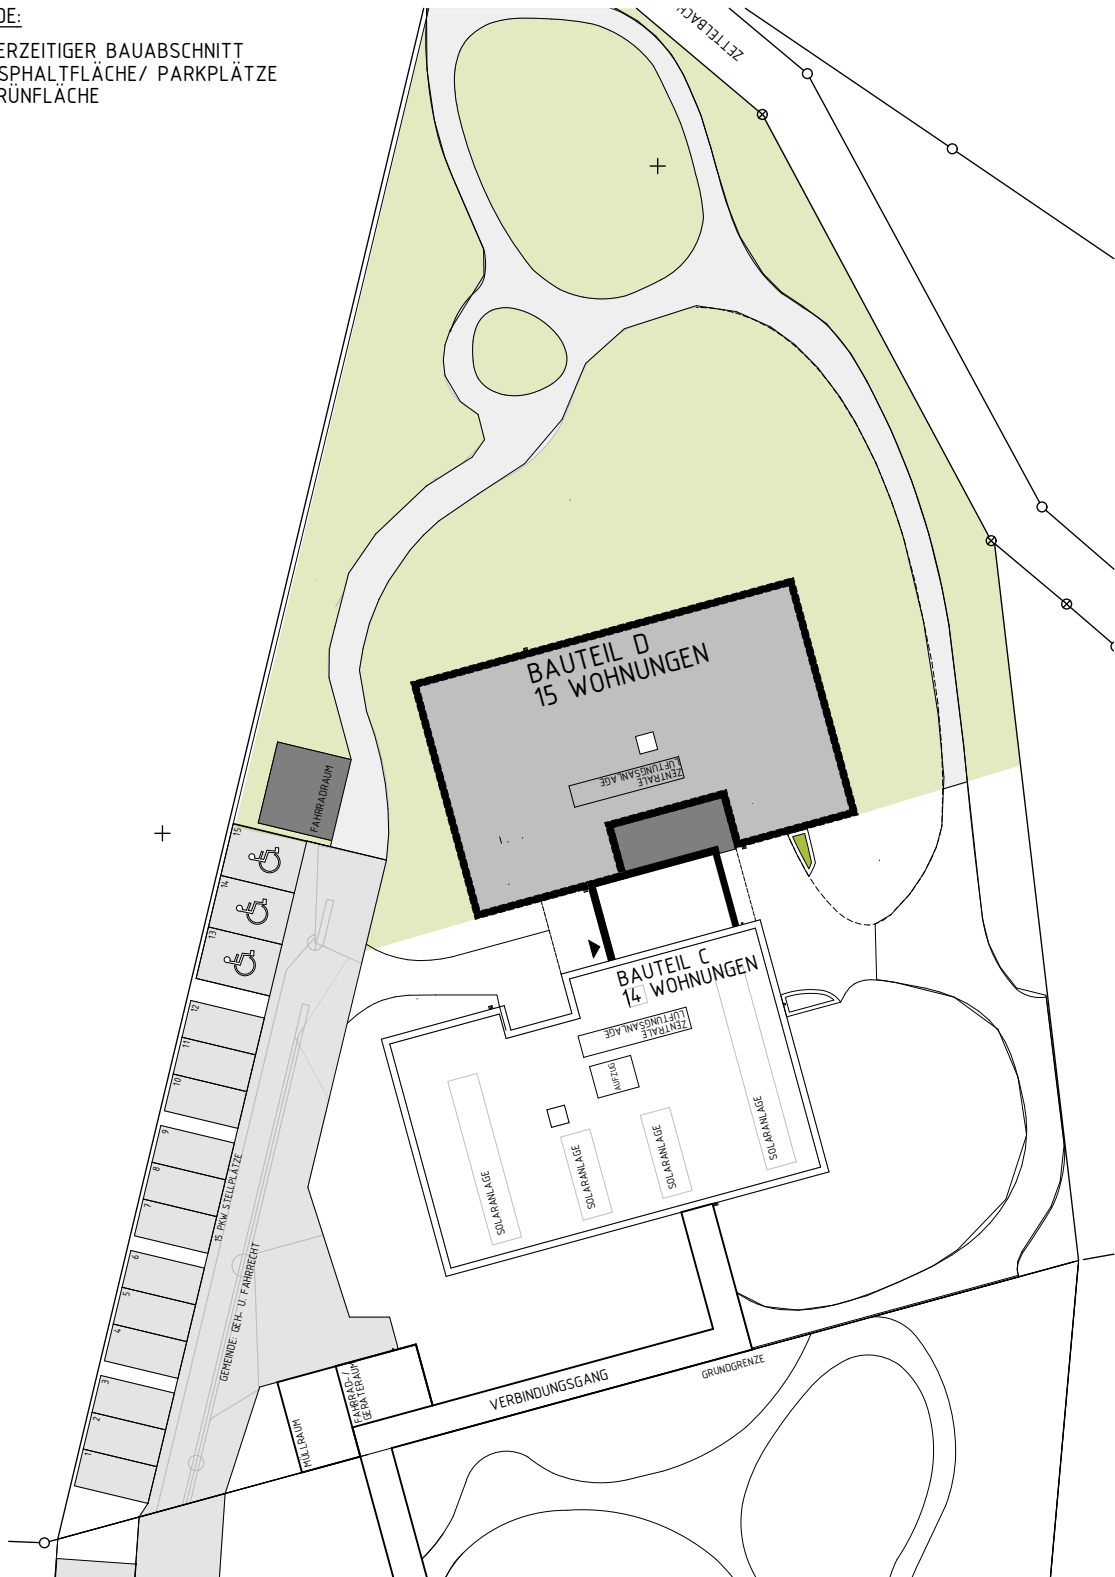 DE:
ERZEITIGER BAUABSCHNITT
SPHALTFLÄCHE/ PARKPLÄTZE
RÜNFLÄCHE
ZETTELBACH
BAUTEIL D
15 WOHNUNGEN
ZENTRALE
LÜFTUNGSANLAGE
FAHRRADRAUM
15
14
13
12
11
10
9
8
7
6
5
4
3
2
1
15 PKW STELLPLÄTZE
GEMEINDE: GEH- U. FAHRRECHT
BAUTEIL C
14 WOHNUNGEN
ZENTRALE
LÜFTUNGSANLAGE
AUFZUG
SOLARANLAGE
SOLARANLAGE
SOLARANLAGE
SOLARANLAGE
MÜLLRAUM
FAHRRAD-/
GERÄTERAUM
VERBINDUNGSGANG
GRUNDGRENZE